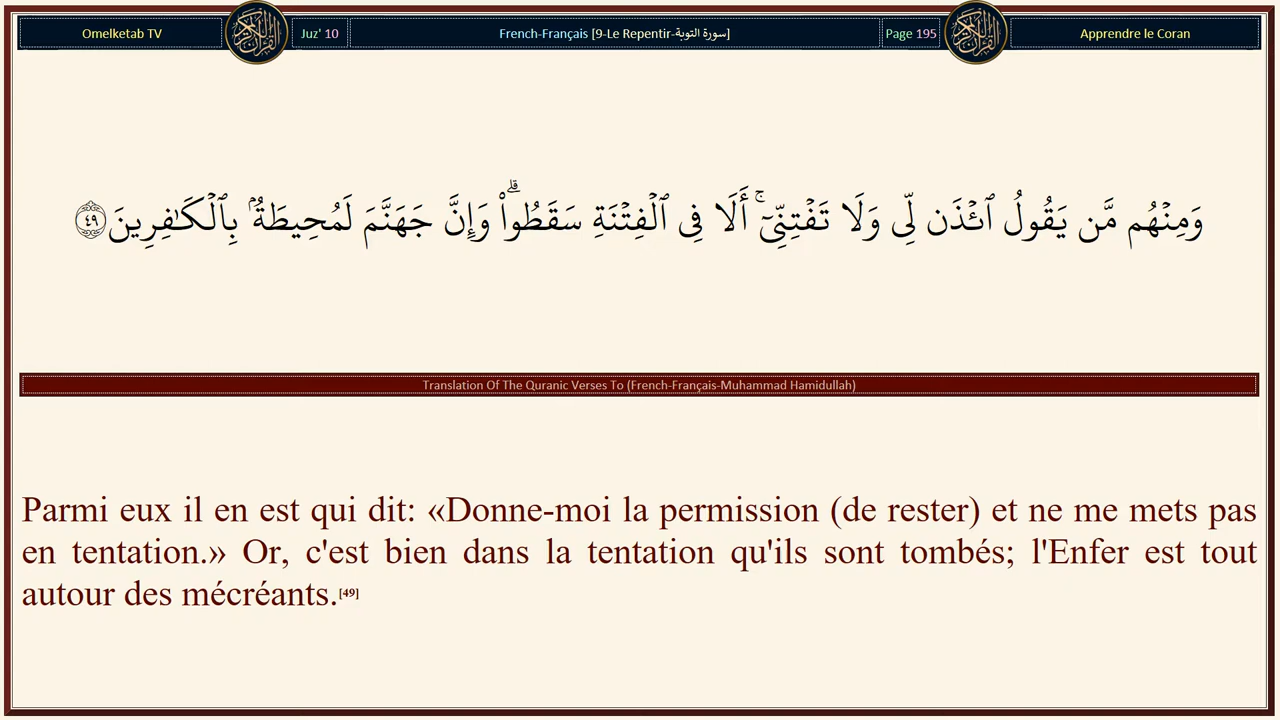 Omelketab TV
Juz' 10
French-Français [9-Le Repentir-سورة التوبة]
Page 195
Apprendre le Coran
وَمِنۡهُم مَّن يَقُولُ ٱئۡذَن لِّي وَلَا تَفۡتِنِّيٓۚ أَلَا فِي ٱلۡفِتۡنَةِ سَقَطُواْۗ وَإِنَّ جَهَنَّمَ لَمُحِيطَةُۢ بِٱلۡكَٰفِرِينَ ٤٩
Translation Of The Quranic Verses To (French-Français-Muhammad Hamidullah)
Parmi eux il en est qui dit: «Donne-moi la permission (de rester) et ne me mets pas
en tentation.» Or, c'est bien dans la tentation qu'ils sont tombés; l'Enfer est tout
autour des mécréants.[49]